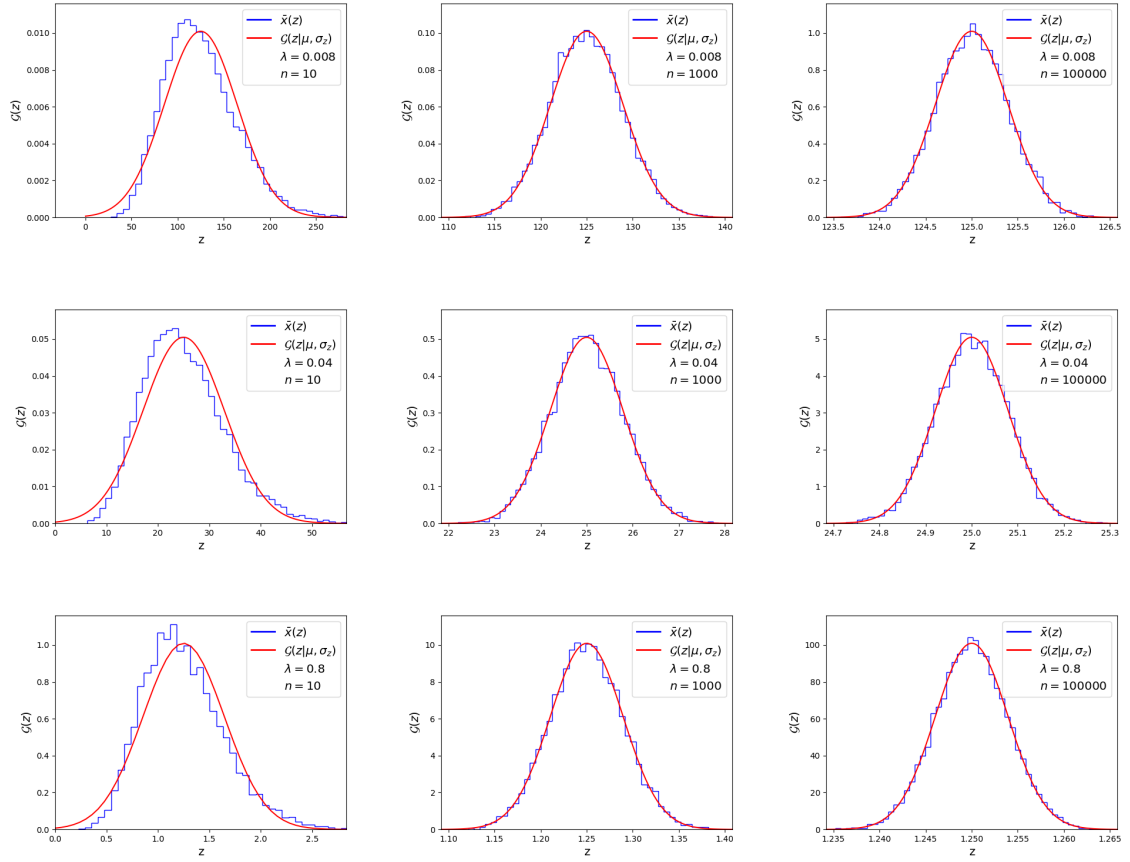 0.010
0.008
0.006
0.004
0.002
0.000
𝒢(z)
0 50 100 150 200 250
z
x̃(z)
𝒢(z|μ, σ_z)
λ = 0.008
n = 10
0.10
0.08
0.06
0.04
0.02
0.00
𝒢(z)
110 115 120 125 130 135 140
z
x̃(z)
𝒢(z|μ, σ_z)
λ = 0.008
n = 1000
1.0
0.8
0.6
0.4
0.2
0.0
𝒢(z)
123.5 124.0 124.5 125.0 125.5 126.0 126.5
z
x̃(z)
𝒢(z|μ, σ_z)
λ = 0.008
n = 100000
0.05
0.04
0.03
0.02
0.01
0.00
𝒢(z)
0 10 20 30 40 50
z
x̃(z)
𝒢(z|μ, σ_z)
λ = 0.04
n = 10
0.5
0.4
0.3
0.2
0.1
0.0
𝒢(z)
22 23 24 25 26 27 28
z
x̃(z)
𝒢(z|μ, σ_z)
λ = 0.04
n = 1000
5
4
3
2
1
0
𝒢(z)
24.7 24.8 24.9 25.0 25.1 25.2 25.3
z
x̃(z)
𝒢(z|μ, σ_z)
λ = 0.04
n = 100000
1.0
0.8
0.6
0.4
0.2
0.0
𝒢(z)
0.0 0.5 1.0 1.5 2.0 2.5
z
x̃(z)
𝒢(z|μ, σ_z)
λ = 0.8
n = 10
10
8
6
4
2
0
𝒢(z)
1.10 1.15 1.20 1.25 1.30 1.35 1.40
z
x̃(z)
𝒢(z|μ, σ_z)
λ = 0.8
n = 1000
100
80
60
40
20
0
𝒢(z)
1.235 1.240 1.245 1.250 1.255 1.260 1.265
z
x̃(z)
𝒢(z|μ, σ_z)
λ = 0.8
n = 100000